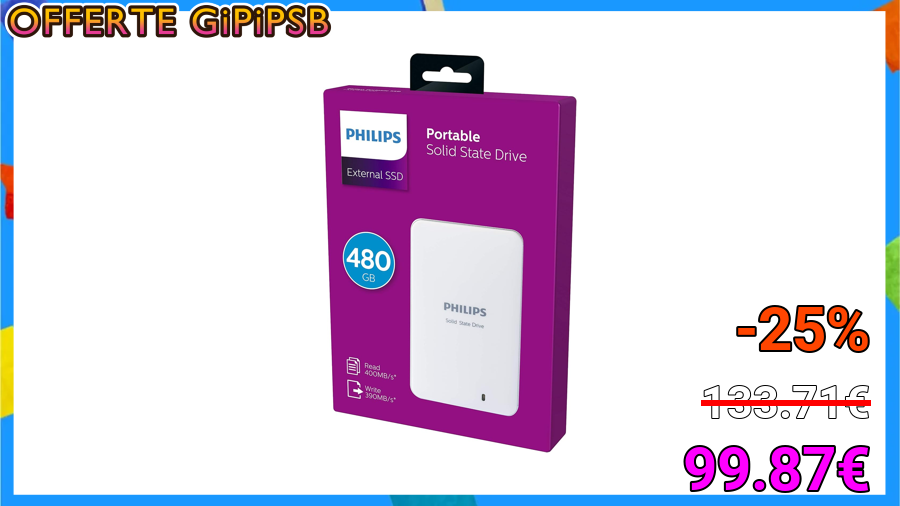 OFFERTE GiPiPSB
PHILIPS
External SSD
Portable
Solid State Drive
480
GB
PHILIPS
Solid State Drive
Read
400MB/s*
Write
390MB/s*
-25%
133.71€
99.87€